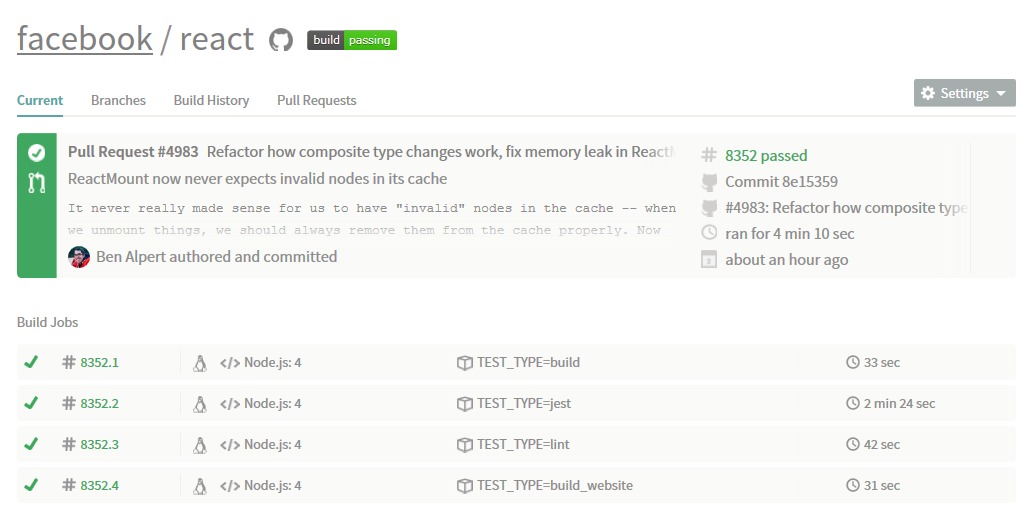 facebook / react build passing
Current Branches Build History Pull Requests Settings
Pull Request #4983 Refactor how composite type changes work, fix memory leak in React
ReactMount now never expects invalid nodes in its cache
It never really made sense for us to have "invalid" nodes in the cache -- when
we unmount things, we should always remove them from the cache properly. Now
Ben Alpert authored and committed
8352 passed
Commit 8e15359
#4983: Refactor how composite type
ran for 4 min 10 sec
about an hour ago
Build Jobs
# 8352.1 </> Node.js: 4 TEST_TYPE=build 33 sec
# 8352.2 </> Node.js: 4 TEST_TYPE=jest 2 min 24 sec
# 8352.3 </> Node.js: 4 TEST_TYPE=lint 42 sec
# 8352.4 </> Node.js: 4 TEST_TYPE=build_website 31 sec